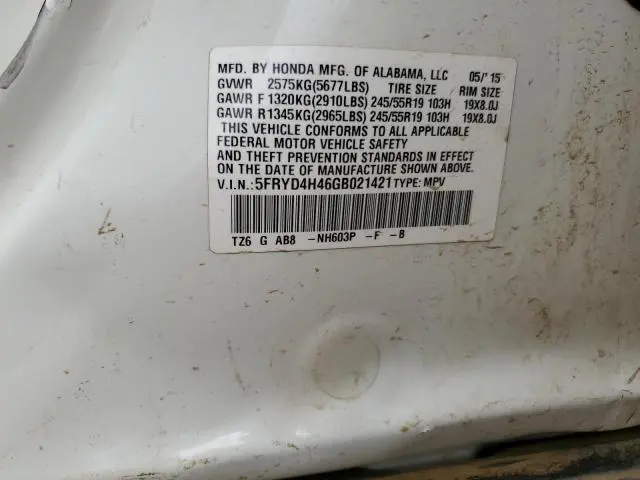 MFD. BY HONDA MFG. OF ALABAMA, LLC 05/'15
GVWR 2575KG(5677LBS) TIRE SIZE RIM SIZE
GAWR F 1320KG(2910LBS) 245/55R19 103H 19X8.0J
GAWR R1345KG(2965LBS) 245/55R19 103H 19X8.0J
THIS VEHICLE CONFORMS TO ALL APPLICABLE
FEDERAL MOTOR VEHICLE SAFETY
AND THEFT PREVENTION STANDARDS IN EFFECT
ON THE DATE OF MANUFACTURE SHOWN ABOVE.
V.I.N.:5FRYD4H46GB021421 TYPE: MPV
TZ6 G AB8 -NH603P -F -B